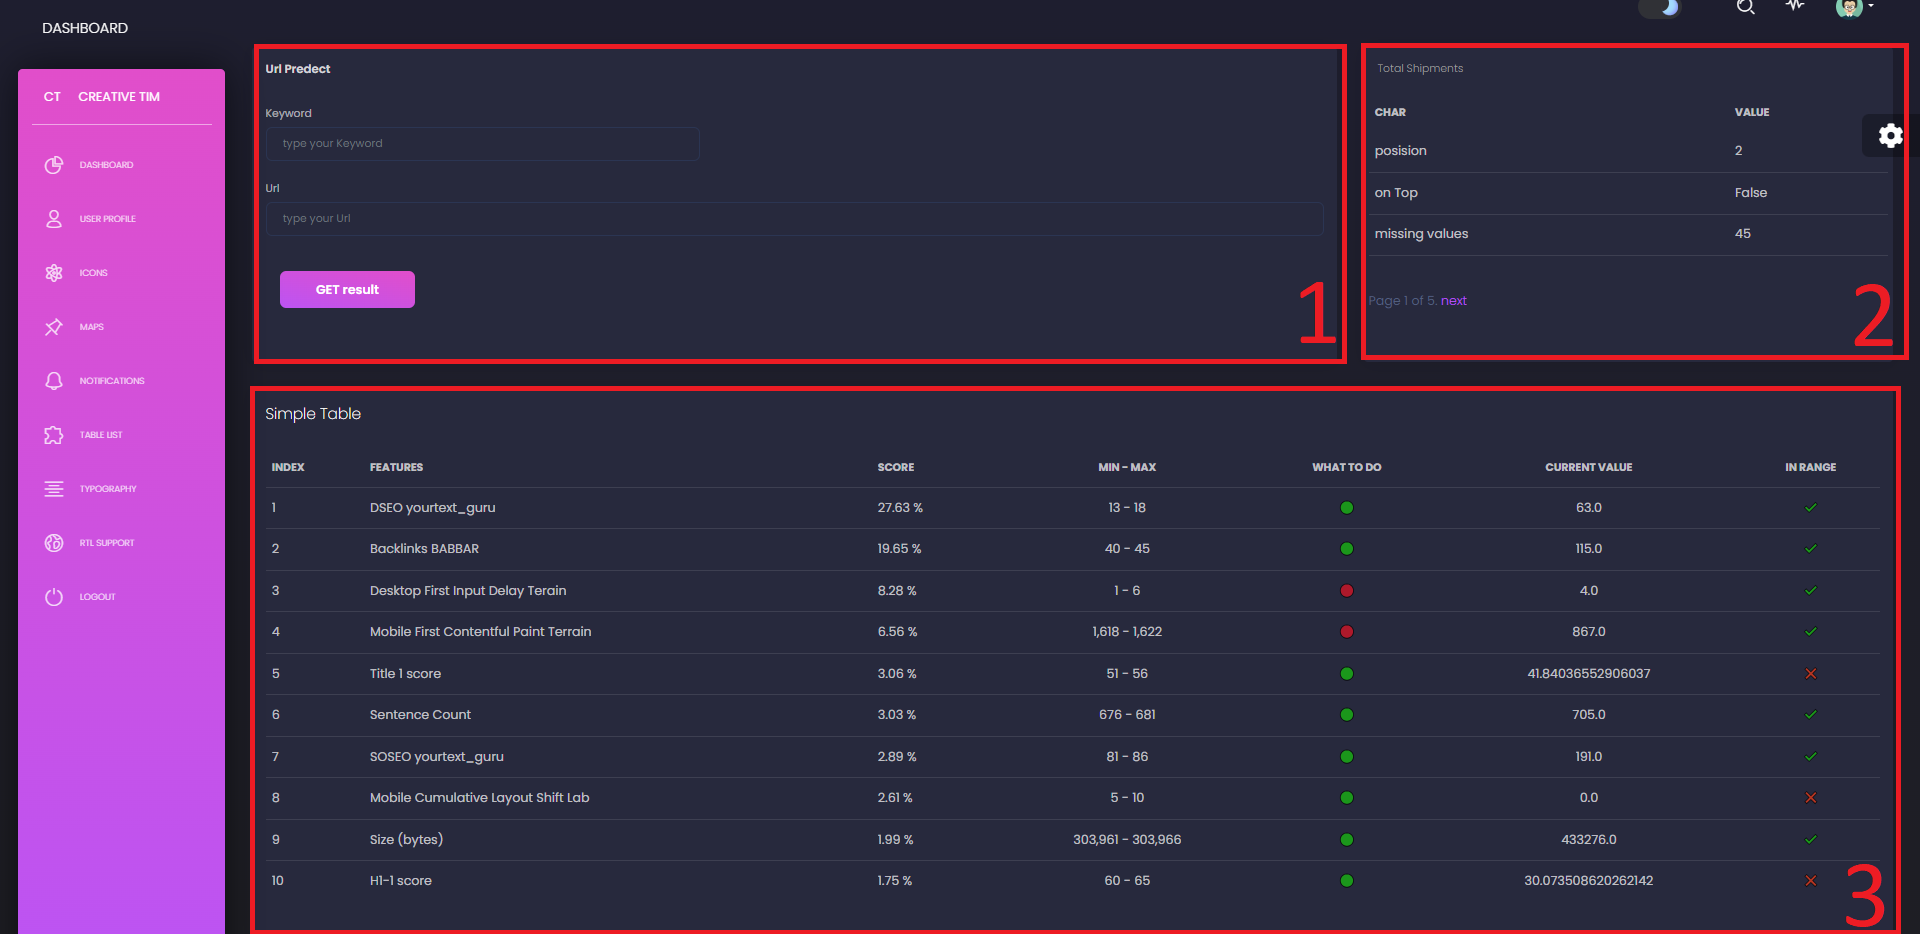 DASHBOARD
CT CREATIVE TIM
DASHBOARD
USER PROFILE
ICONS
MAPS
NOTIFICATIONS
TABLE LIST
TYPOGRAPHY
RTL SUPPORT
LOGOUT
Url Predect
Keyword
type your Keyword
Url
type your Url
GET result
1
Total Shipments
CHAR VALUE
posision 2
on Top False
missing values 45
Page 1 of 5. next
2
Simple Table
INDEX FEATURES SCORE MIN - MAX WHAT TO DO CURRENT VALUE IN RANGE
1 DSEO yourtext_guru 27.63 % 13 - 18 63.0
2 Backlinks BABBAR 19.65 % 40 - 45 115.0
3 Desktop First Input Delay Terain 8.28 % 1 - 6 4.0
4 Mobile First Contentful Paint Terrain 6.56 % 1,618 - 1,622 867.0
5 Title 1 score 3.06 % 51 - 56 41.84036552906037
6 Sentence Count 3.03 % 676 - 681 705.0
7 SOSEO yourtext_guru 2.89 % 81 - 86 191.0
8 Mobile Cumulative Layout Shift Lab 2.61 % 5 - 10 0.0
9 Size (bytes) 1.99 % 303,961 - 303,966 433276.0
10 H1-1 score 1.75 % 60 - 65 30.073508620262142
3